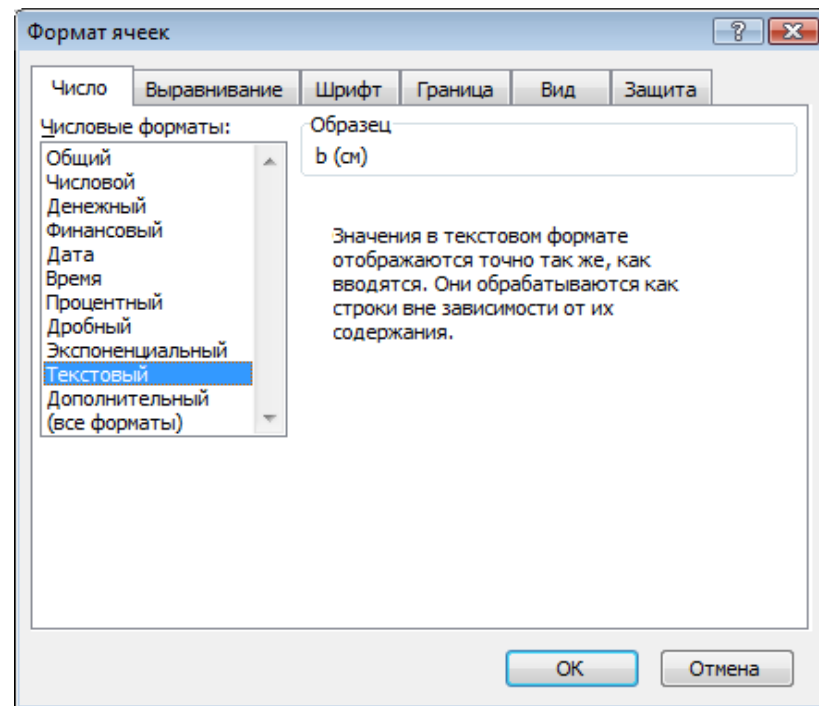 Формат ячеек
Число
Выравнивание
Шрифт
Граница
Вид
Защита
Числовые форматы:
Общий
Числовой
Денежный
Финансовый
Дата
Время
Процентный
Дробный
Экспоненциальный
Текстовый
Дополнительный
(все форматы)
Образец
b (см)
Значения в текстовом формате
отображаются точно так же, как
вводятся. Они обрабатываются как
строки вне зависимости от их
содержания.
ОК
Отмена